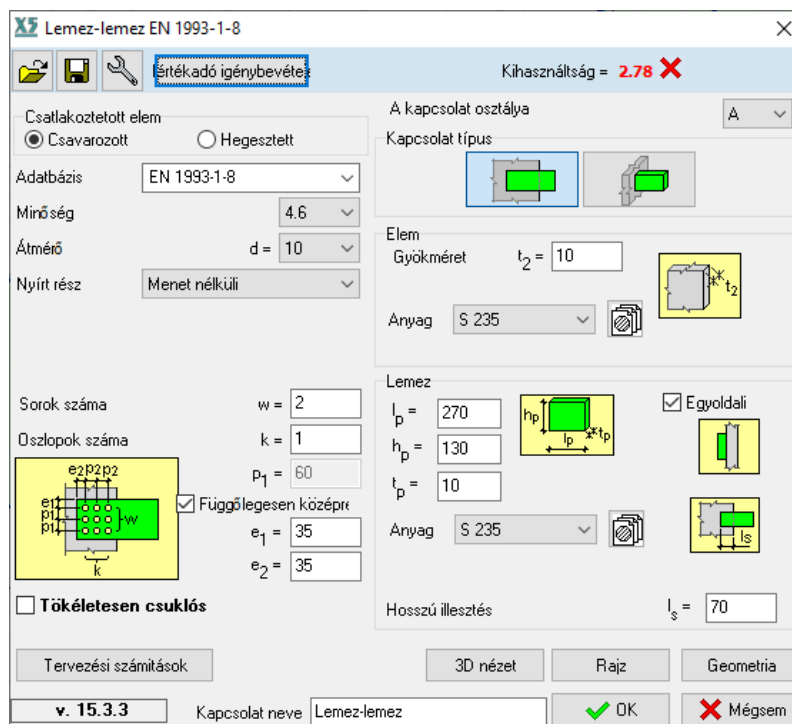 Lemez-lemez EN 1993-1-8
értékadó igénybevétel
Kihasználtság = 2.78
Csatlakoztetott elem
Csavarozott
Hegesztett
Adatbázis
EN 1993-1-8
Minőség
4.6
Átmérő
d =
10
Nyírt rész
Menet nélküli
Sorok száma
w =
2
Oszlopok száma
k =
1
p1 =
60
Függőlegesen középre
e1 =
35
e2 =
35
e2 p2 p2
e1
p1
p1
w
k
Tökéletesen csuklós
A kapcsolat osztálya
A
Kapcsolat típus
Elem
Gyökméret
t2 =
10
t2
Anyag
S 235
Lemez
lp =
270
hp =
130
tp =
10
hp
lp
tp
Egyoldali
Anyag
S 235
ls
Hosszú illesztés
ls =
70
Tervezési számítások
3D nézet
Rajz
Geometria
v. 15.3.3
Kapcsolat neve
Lemez-lemez
OK
Mégsem